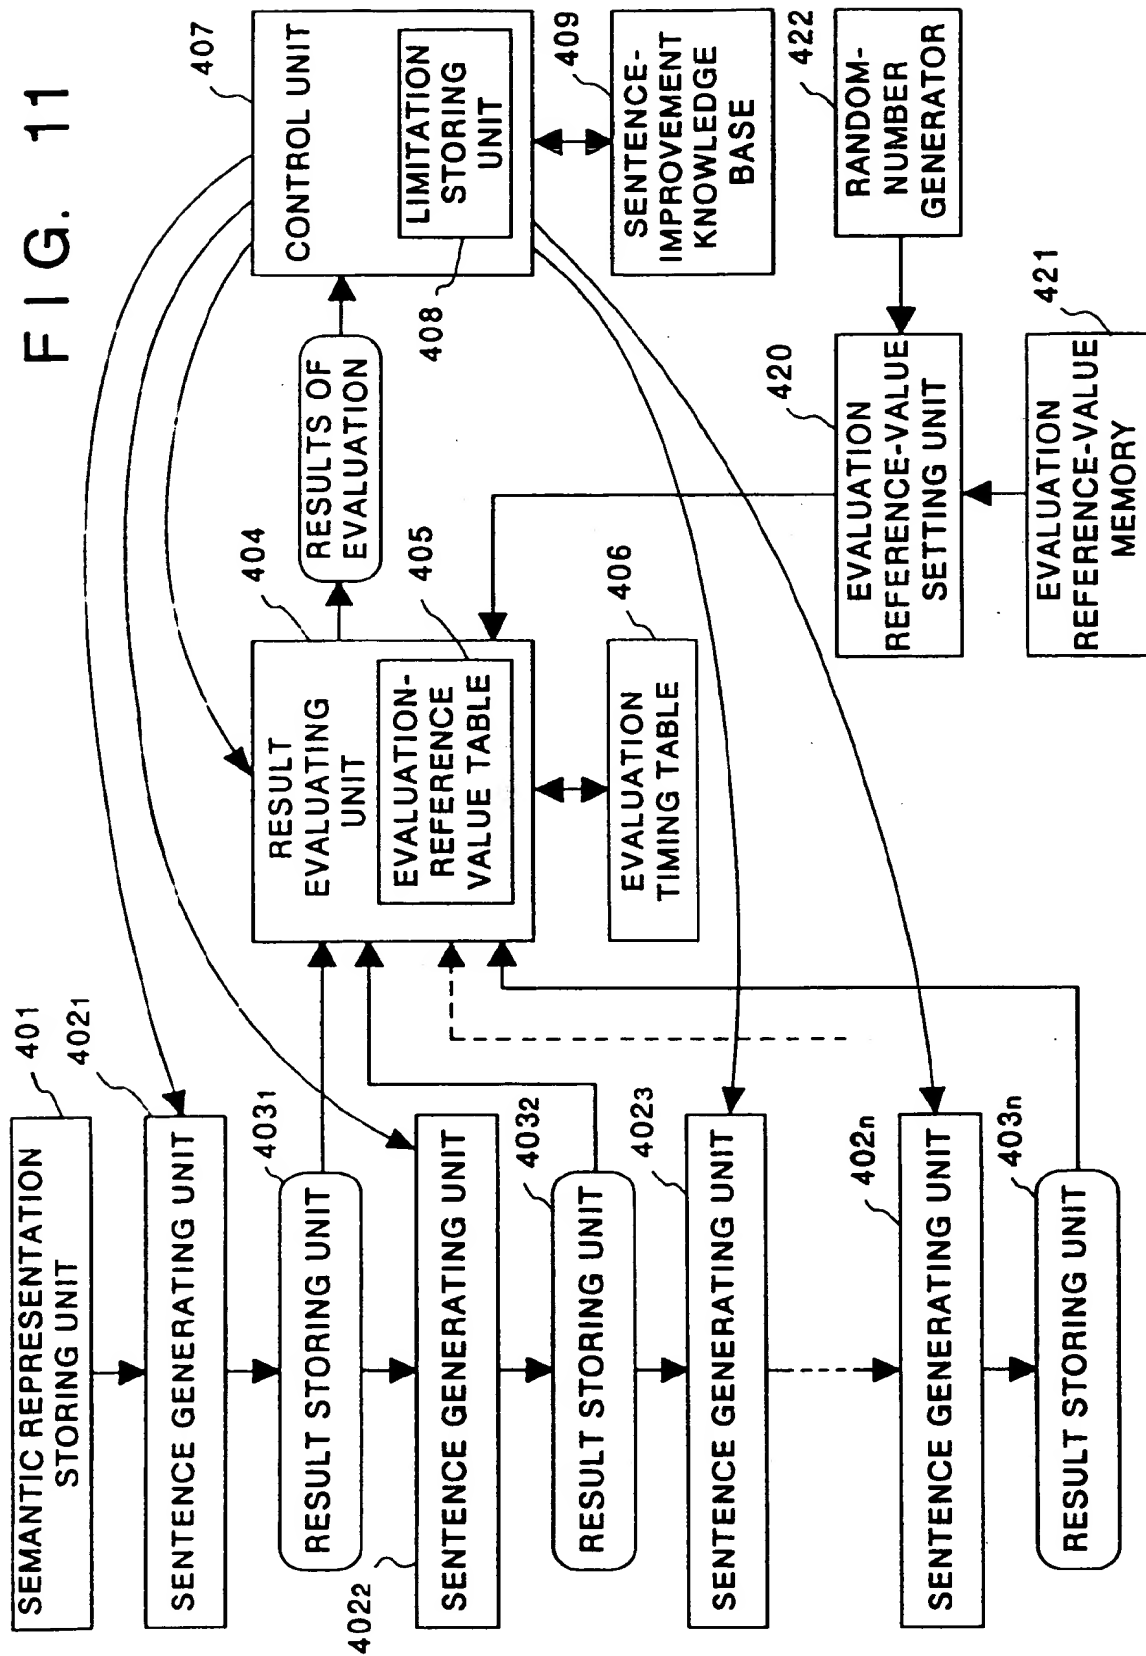 FIG. 11
SEMANTIC REPRESENTATION
STORING UNIT
401
SENTENCE GENERATING UNIT
4021
RESULT STORING UNIT
4031
SENTENCE GENERATING UNIT
4022
RESULT STORING UNIT
4032
SENTENCE GENERATING UNIT
4023
SENTENCE GENERATING UNIT
402n
RESULT STORING UNIT
403n
RESULT
EVALUATING
UNIT
404
EVALUATION-
REFERENCE
VALUE TABLE
405
EVALUATION
TIMING TABLE
406
RESULTS OF
EVALUATION
CONTROL UNIT
407
LIMITATION
STORING
UNIT
408
SENTENCE-
IMPROVEMENT
KNOWLEDGE
BASE
409
EVALUATION
REFERENCE-VALUE
SETTING UNIT
420
EVALUATION
REFERENCE-VALUE
MEMORY
421
RANDOM-
NUMBER
GENERATOR
422